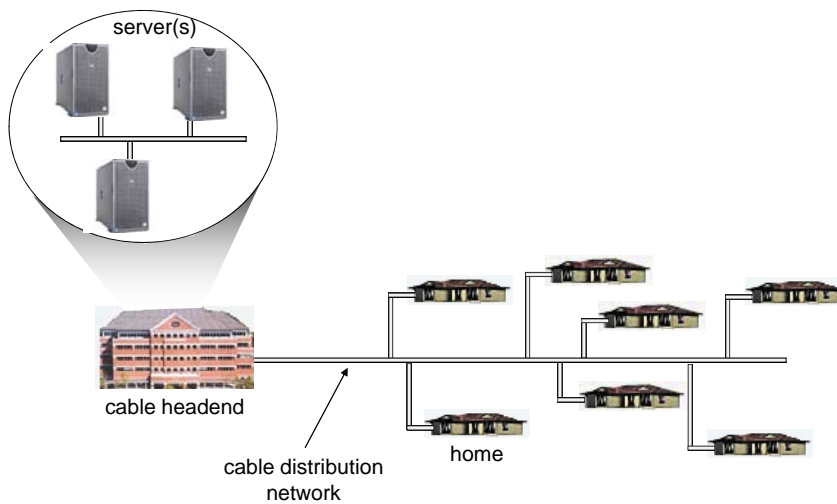 server(s)
cable headend
home
cable distribution
network